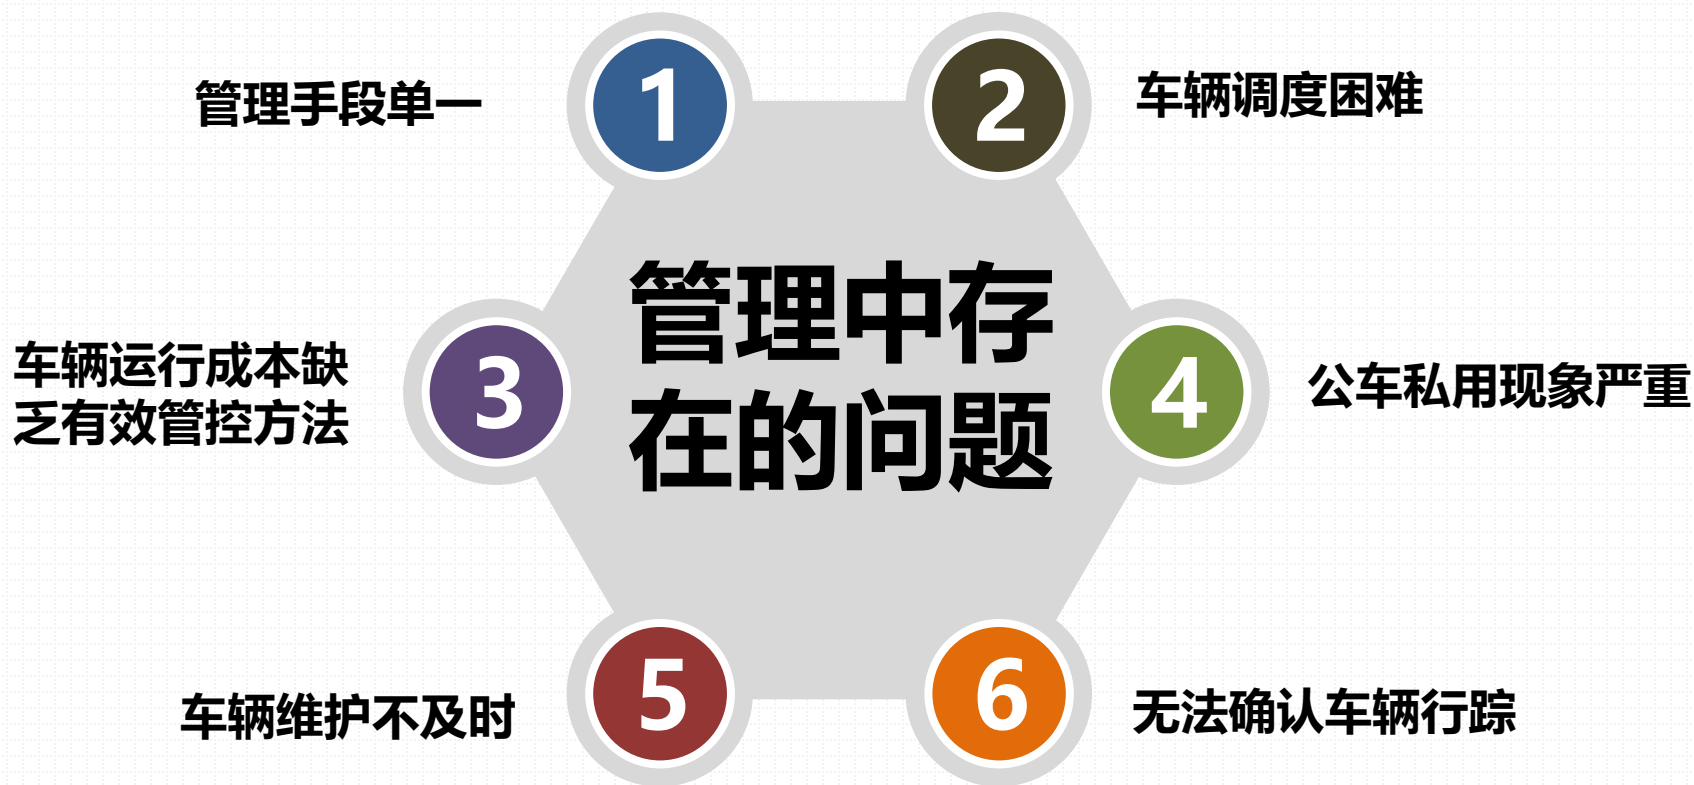 管理手段单一
1
2
车辆调度困难
管理中存
在的问题
车辆运行成本缺
乏有效管控方法
3
4
公车私用现象严重
车辆维护不及时
5
6
无法确认车辆行踪